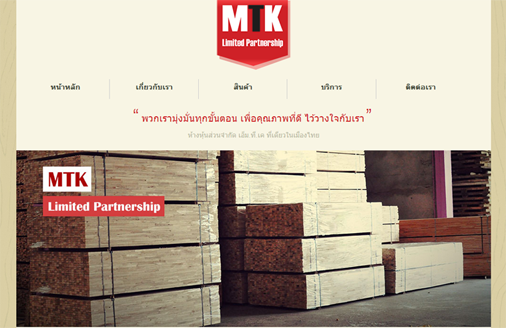 MTK
Limited Partnership
หน้าหลัก เกี่ยวกับเรา สินค้า บริการ ติดต่อเรา
“ พวกเรามุ่งมั่นทุกขั้นตอน เพื่อคุณภาพที่ดี ไว้วางใจกับเรา ”
ห้างหุ้นส่วนจำกัด เอ็ม ที เค ที่เดียวในเมืองไทย
MTK
Limited Partnership